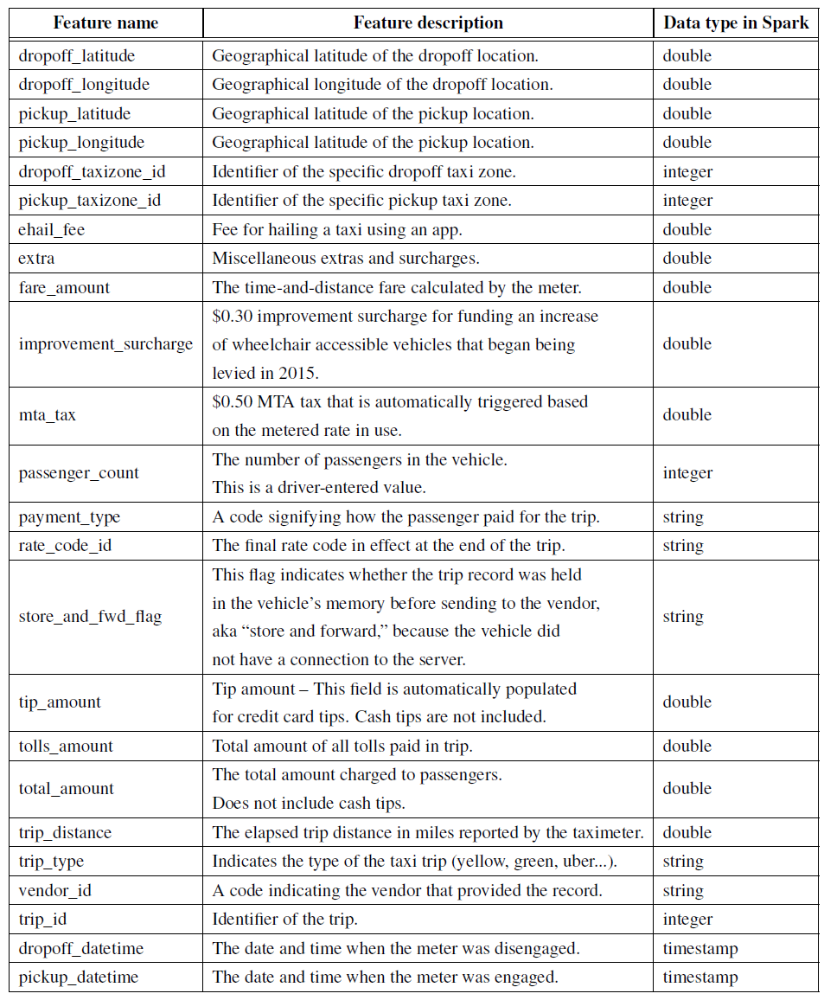 Feature name Feature description Data type in Spark
dropoff_latitude Geographical latitude of the dropoff location. double
dropoff_longitude Geographical longitude of the dropoff location. double
pickup_latitude Geographical latitude of the pickup location. double
pickup_longitude Geographical latitude of the pickup location. double
dropoff_taxizone_id Identifier of the specific dropoff taxi zone. integer
pickup_taxizone_id Identifier of the specific pickup taxi zone. integer
ehail_fee Fee for hailing a taxi using an app. double
extra Miscellaneous extras and surcharges. double
fare_amount The time-and-distance fare calculated by the meter. double
improvement_surcharge
$0.30 improvement surcharge for funding an increase
of wheelchair accessible vehicles that began being
levied in 2015.
double
mta_tax
$0.50 MTA tax that is automatically triggered based
on the metered rate in use.
double
passenger_count
The number of passengers in the vehicle.
This is a driver-entered value.
integer
payment_type A code signifying how the passenger paid for the trip. string
rate_code_id The final rate code in effect at the end of the trip. string
store_and_fwd_flag
This flag indicates whether the trip record was held
in the vehicle’s memory before sending to the vendor,
aka “store and forward,” because the vehicle did
not have a connection to the server.
string
tip_amount
Tip amount – This field is automatically populated
for credit card tips. Cash tips are not included.
double
tolls_amount Total amount of all tolls paid in trip. double
total_amount
The total amount charged to passengers.
Does not include cash tips.
double
trip_distance The elapsed trip distance in miles reported by the taximeter. double
trip_type Indicates the type of the taxi trip (yellow, green, uber...). string
vendor_id A code indicating the vendor that provided the record. string
trip_id Identifier of the trip. integer
dropoff_datetime The date and time when the meter was disengaged. timestamp
pickup_datetime The date and time when the meter was engaged. timestamp